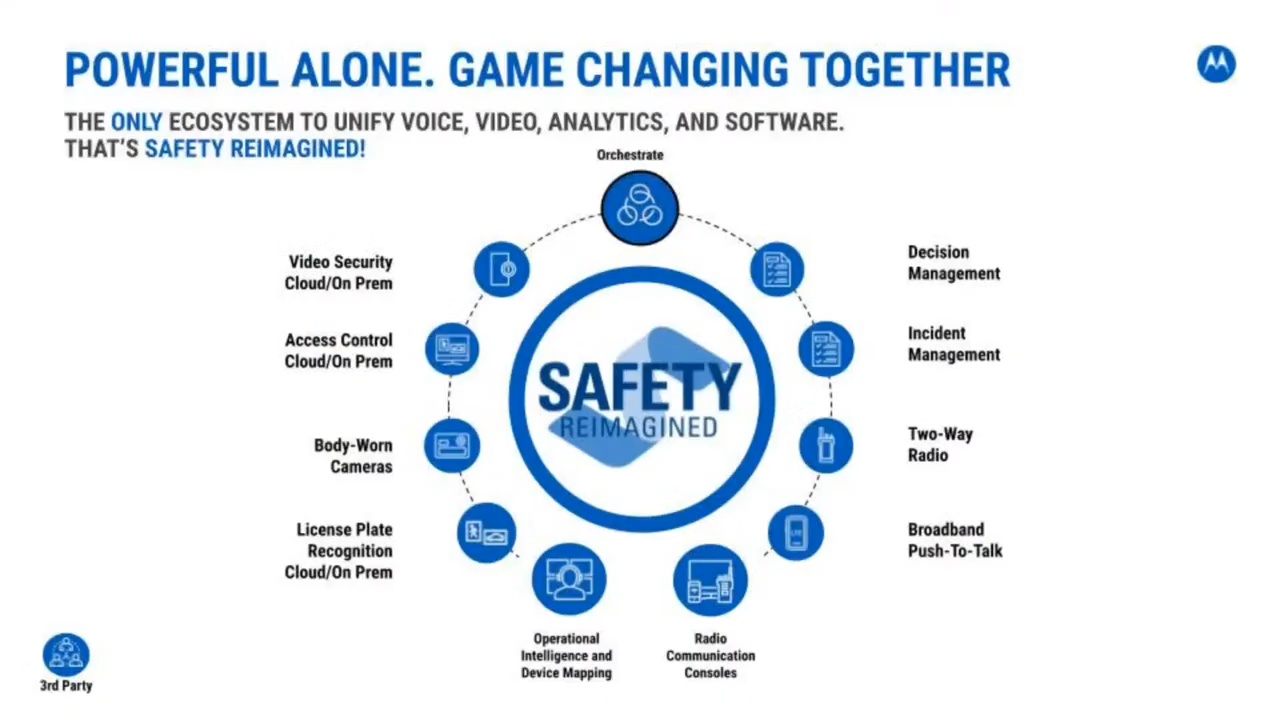 POWERFUL ALONE. GAME CHANGING TOGETHER
THE ONLY ECOSYSTEM TO UNIFY VOICE, VIDEO, ANALYTICS, AND SOFTWARE.
THAT'S SAFETY REIMAGINED!
Orchestrate
Video Security
Cloud/On Prem
Access Control
Cloud/On Prem
Body-Worn
Cameras
License Plate
Recognition
Cloud/On Prem
SAFETY
REIMAGINED
Decision
Management
Incident
Management
Two-Way
Radio
Broadband
Push-To-Talk
LTE
Operational
Intelligence and
Device Mapping
Radio
Communication
Consoles
3rd Party